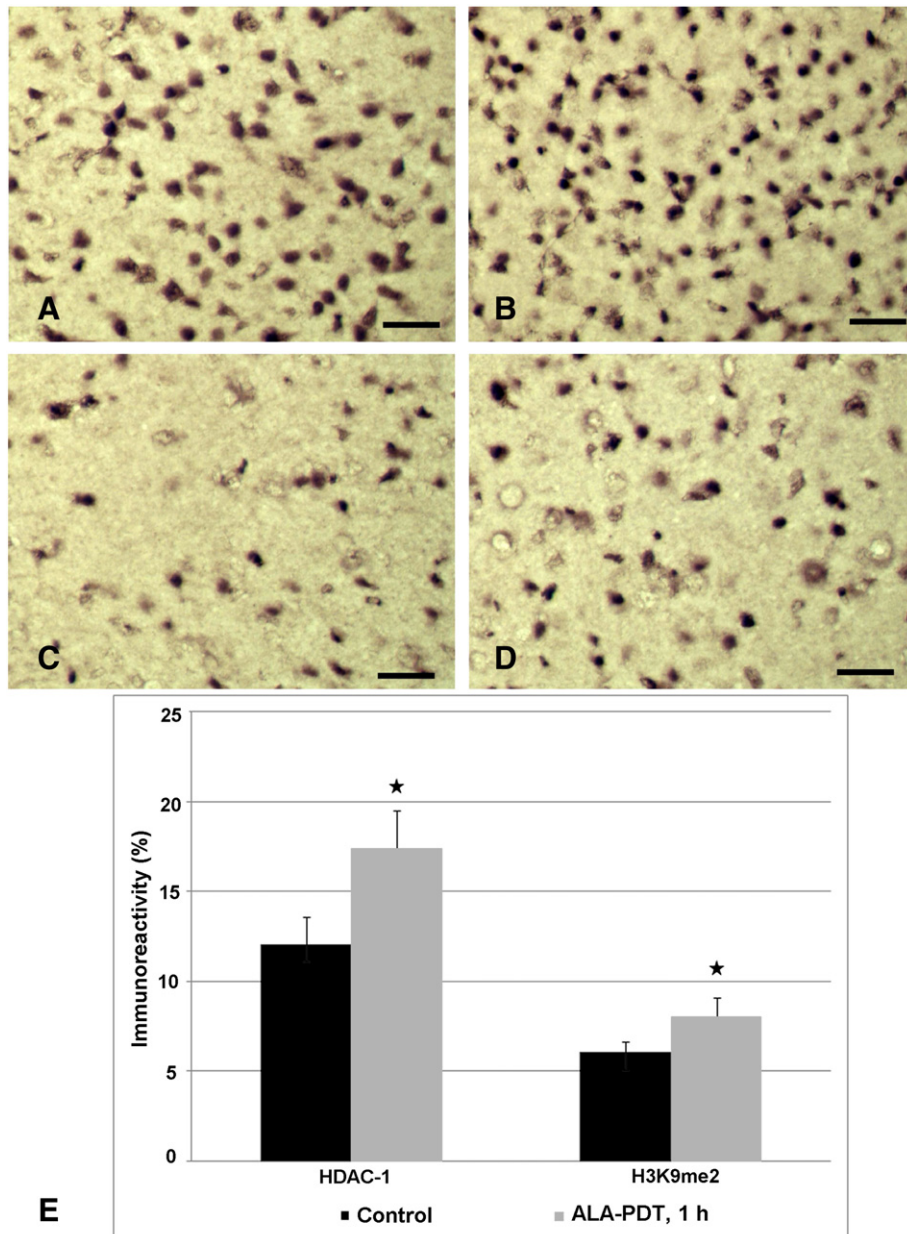 A
B
C
D
25
20
15
10
5
0
Immunoreactivity (%)
HDAC-1
H3K9me2
Control
ALA-PDT, 1 h
E